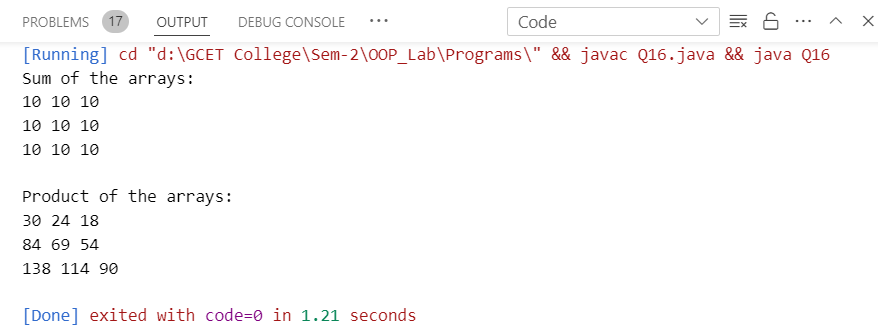 PROBLEMS 17 OUTPUT DEBUG CONSOLE ··· Code ···
[Running] cd "d:\GCET College\Sem-2\OOP_Lab\Programs\" && javac Q16.java && java Q16
Sum of the arrays:
10 10 10
10 10 10
10 10 10
Product of the arrays:
30 24 18
84 69 54
138 114 90
[Done] exited with code=0 in 1.21 seconds